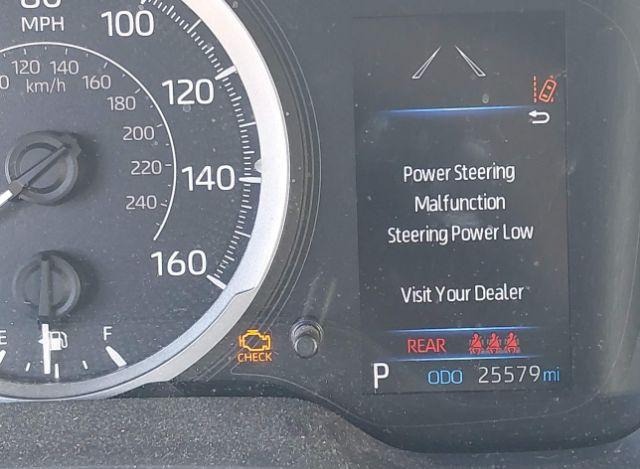 80
MPH
100
120
140
160
120 140
160
km/h
180
200
220
240
E
F
CHECK
Power Steering
Malfunction
Steering Power Low
Visit Your Dealer
REAR
P ODO 25579 mi